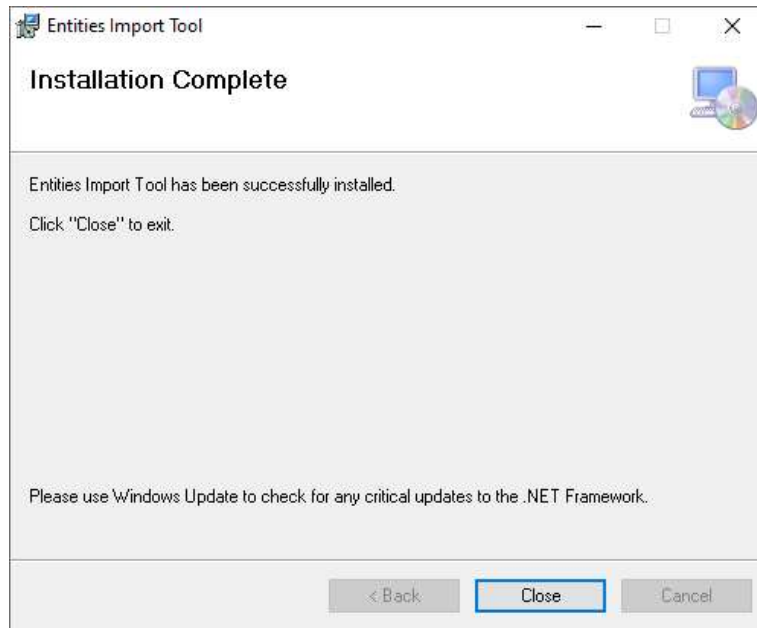 Entities Import Tool
Installation Complete
Entities Import Tool has been successfully installed.
Click "Close" to exit.
Please use Windows Update to check for any critical updates to the .NET Framework.
< Back
Close
Cancel